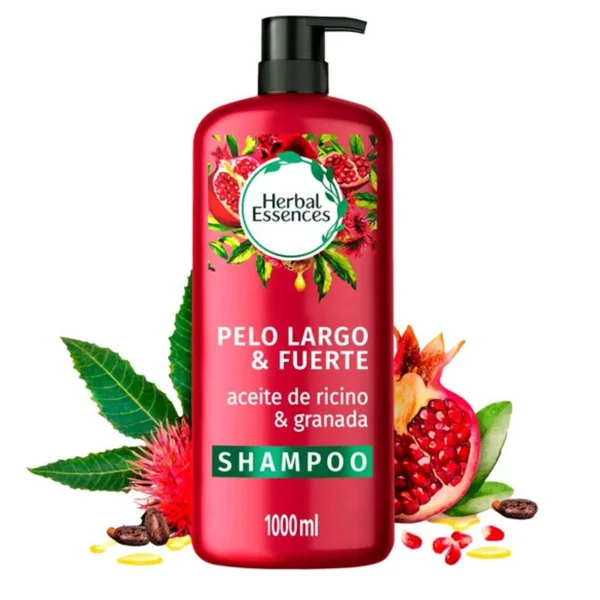 Herbal
Essences
PELO LARGO
& FUERTE
aceite de ricino
& granada
SHAMPOO
1000ml